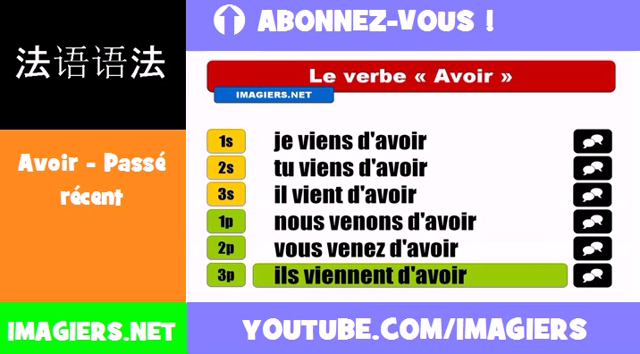 法语语法
ABONNEZ-VOUS !
Le verbe « Avoir »
IMAGIERS.NET
Avoir - Passé
récent
1s je viens d'avoir
2s tu viens d'avoir
3s il vient d'avoir
1p nous venons d'avoir
2p vous venez d'avoir
3p ils viennent d'avoir
IMAGIERS.NET
YOUTUBE.COM/IMAGIERS